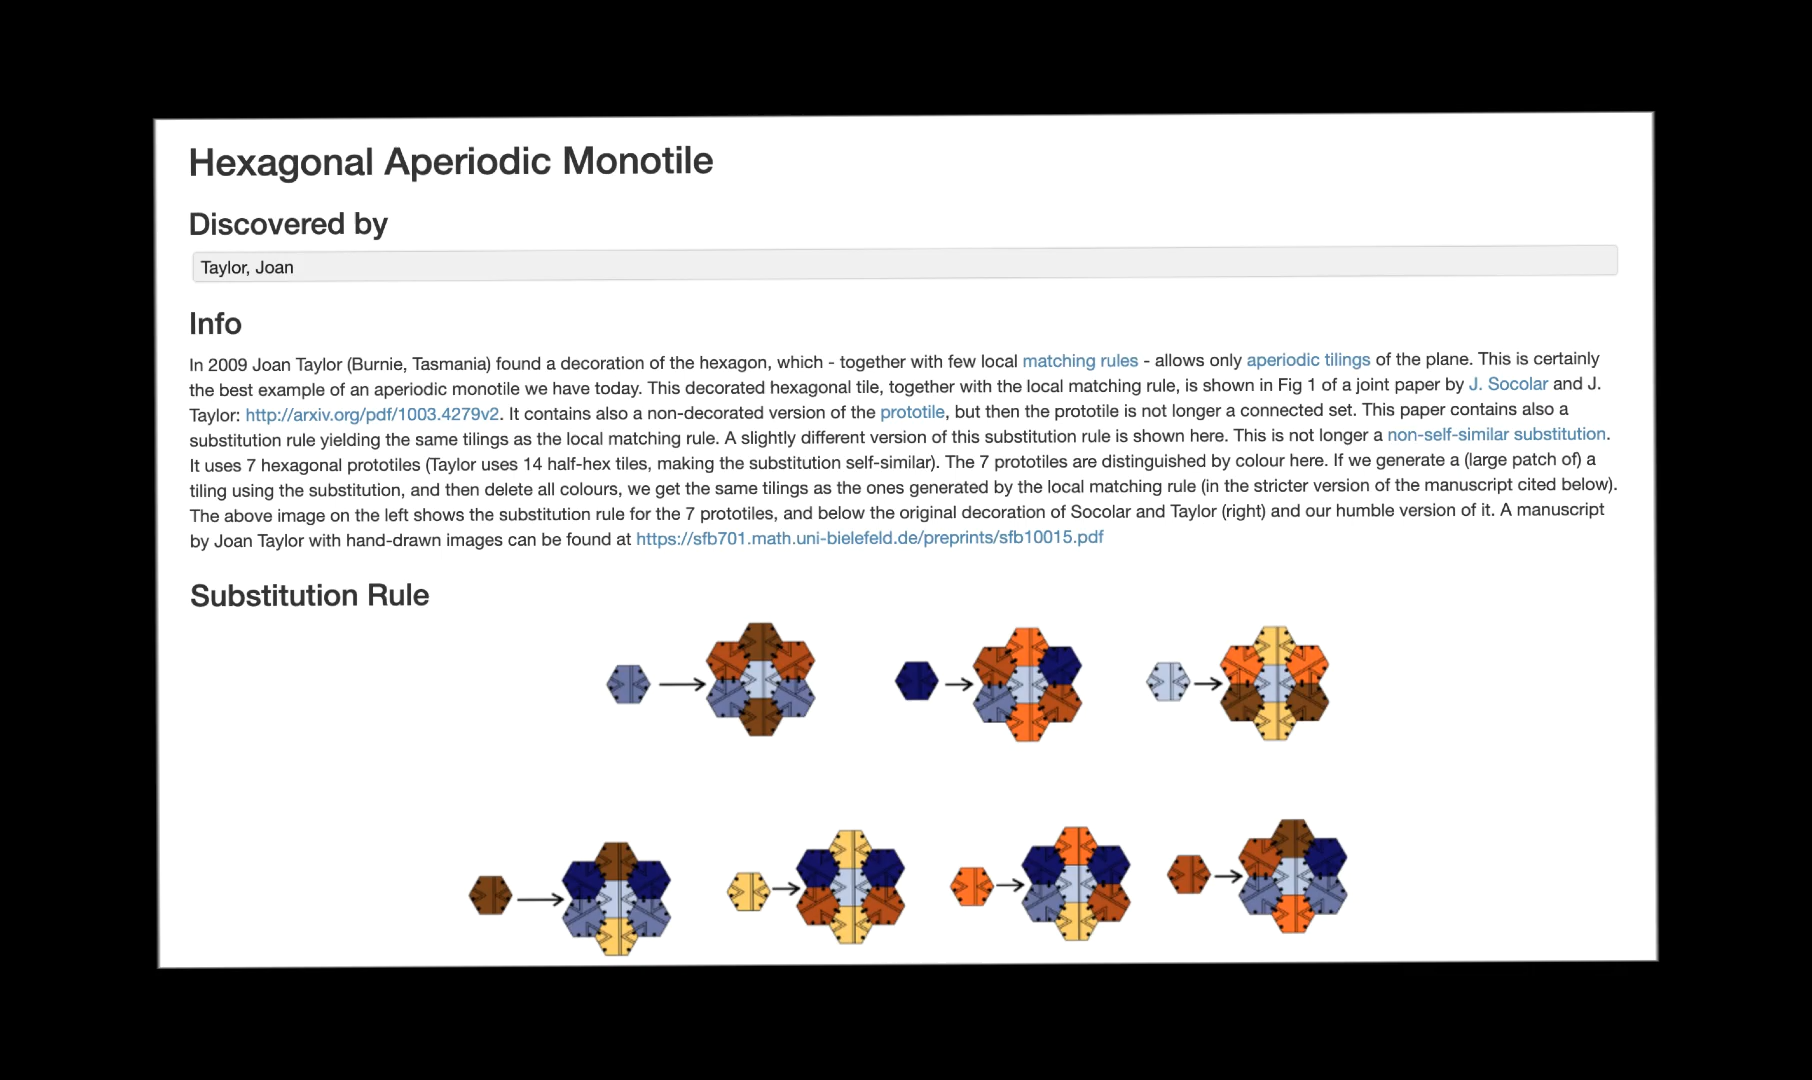 Hexagonal Aperiodic Monotile
Discovered by
Taylor, Joan
Info
In 2009 Joan Taylor (Burnie, Tasmania) found a decoration of the hexagon, which - together with few local matching rules - allows only aperiodic tilings of the plane. This is certainly
the best example of an aperiodic monotile we have today. This decorated hexagonal tile, together with the local matching rule, is shown in Fig 1 of a joint paper by J. Socolar and J.
Taylor: http://arxiv.org/pdf/1003.4279v2. It contains also a non-decorated version of the prototile, but then the prototile is not longer a connected set. This paper contains also a
substitution rule yielding the same tilings as the local matching rule. A slightly different version of this substitution rule is shown here. This is not longer a non-self-similar substitution.
It uses 7 hexagonal prototiles (Taylor uses 14 half-hex tiles, making the substitution self-similar). The 7 prototiles are distinguished by colour here. If we generate a (large patch of) a
tiling using the substitution, and then delete all colours, we get the same tilings as the ones generated by the local matching rule (in the stricter version of the manuscript cited below).
The above image on the left shows the substitution rule for the 7 prototiles, and below the original decoration of Socolar and Taylor (right) and our humble version of it. A manuscript
by Joan Taylor with hand-drawn images can be found at https://sfb701.math.uni-bielefeld.de/preprints/sfb10015.pdf
Substitution Rule